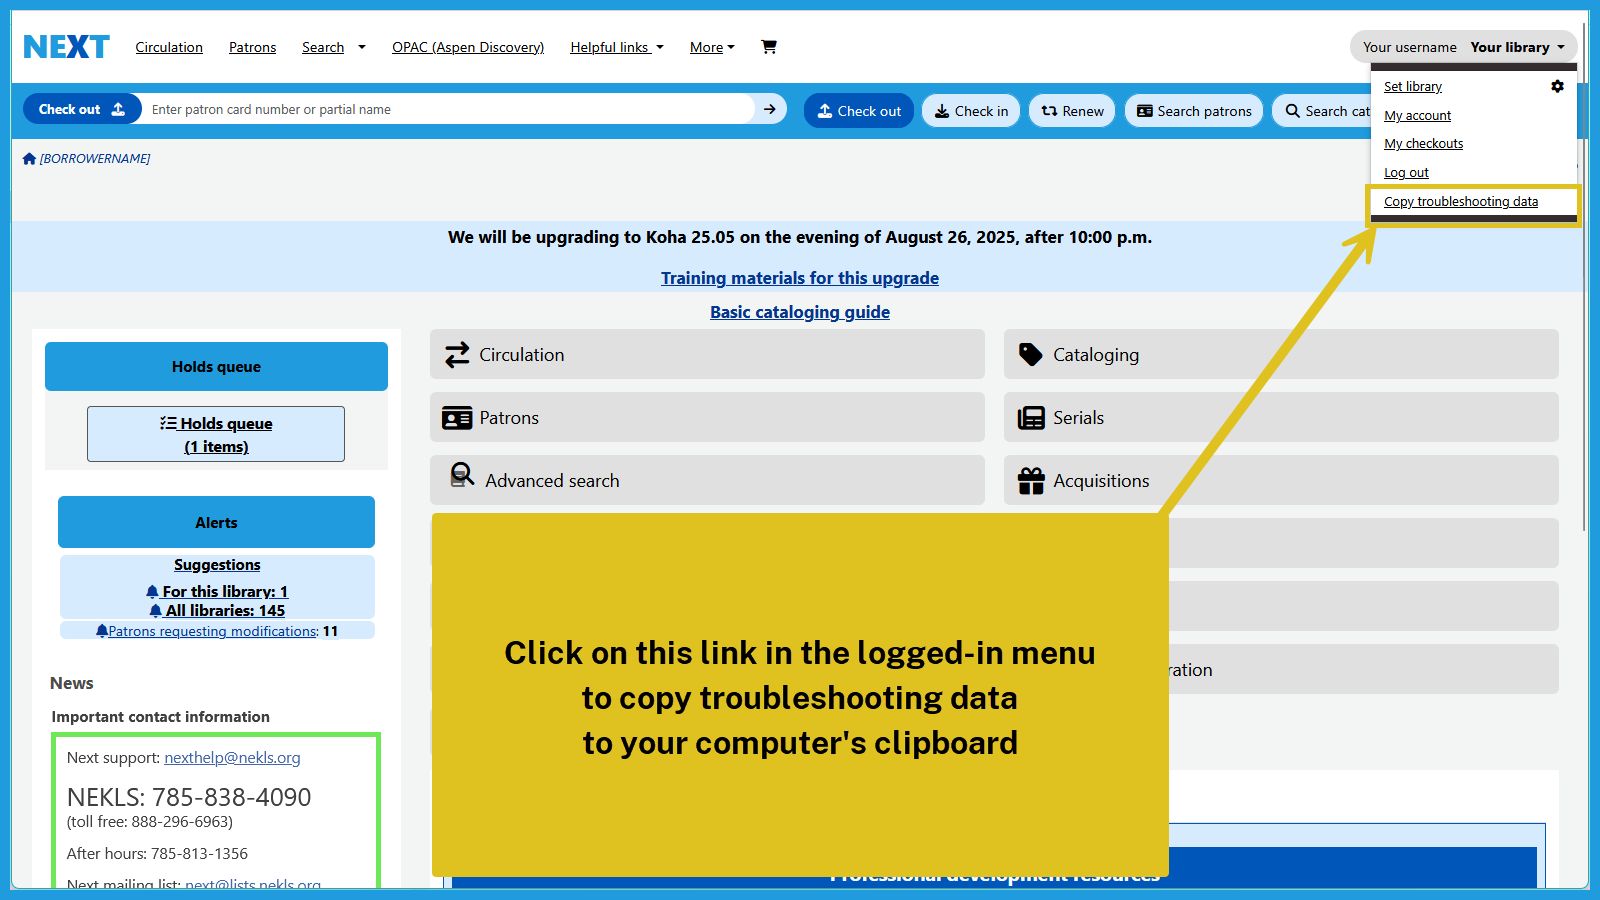 NEXT Circulation Patrons Search OPAC (Aspen Discovery) Helpful links More Your username Your library
Set library
My account
My checkouts
Log out
Copy troubleshooting data
Check out Enter patron card number or partial name Check out Check in Renew Search patrons Search cat
[BORROWERNAME]
We will be upgrading to Koha 25.05 on the evening of August 26, 2025, after 10:00 p.m.
Training materials for this upgrade
Basic cataloging guide
Holds queue
Holds queue
(1 items)
Alerts
Suggestions
For this library: 1
All libraries: 145
Patrons requesting modifications: 11
News
Important contact information
Next support: nexthelp@nekls.org
NEKLS: 785-838-4090
(toll free: 888-296-6963)
After hours: 785-813-1356
Next mailing list: next@lists.nekls.org
Circulation
Cataloging
Patrons
Serials
Advanced search
Acquisitions
ration
Click on this link in the logged-in menu
to copy troubleshooting data
to your computer's clipboard
Professional development resources